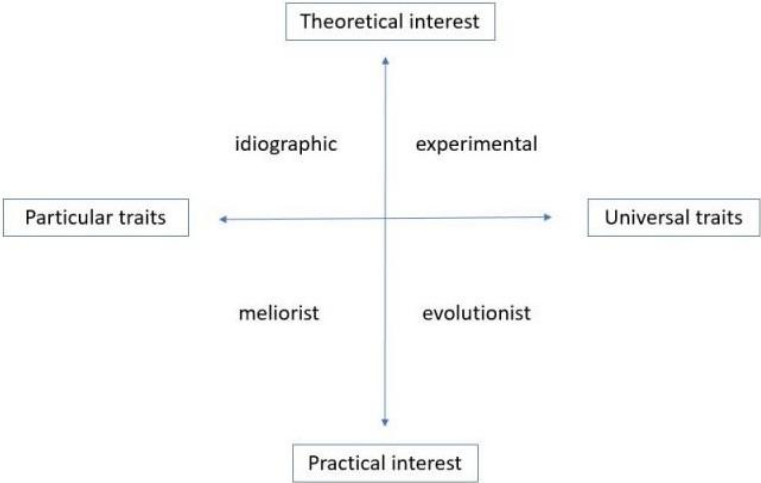 Theoretical interest
idiographic
experimental
Particular traits
Universal traits
meliorist
evolutionist
Practical interest